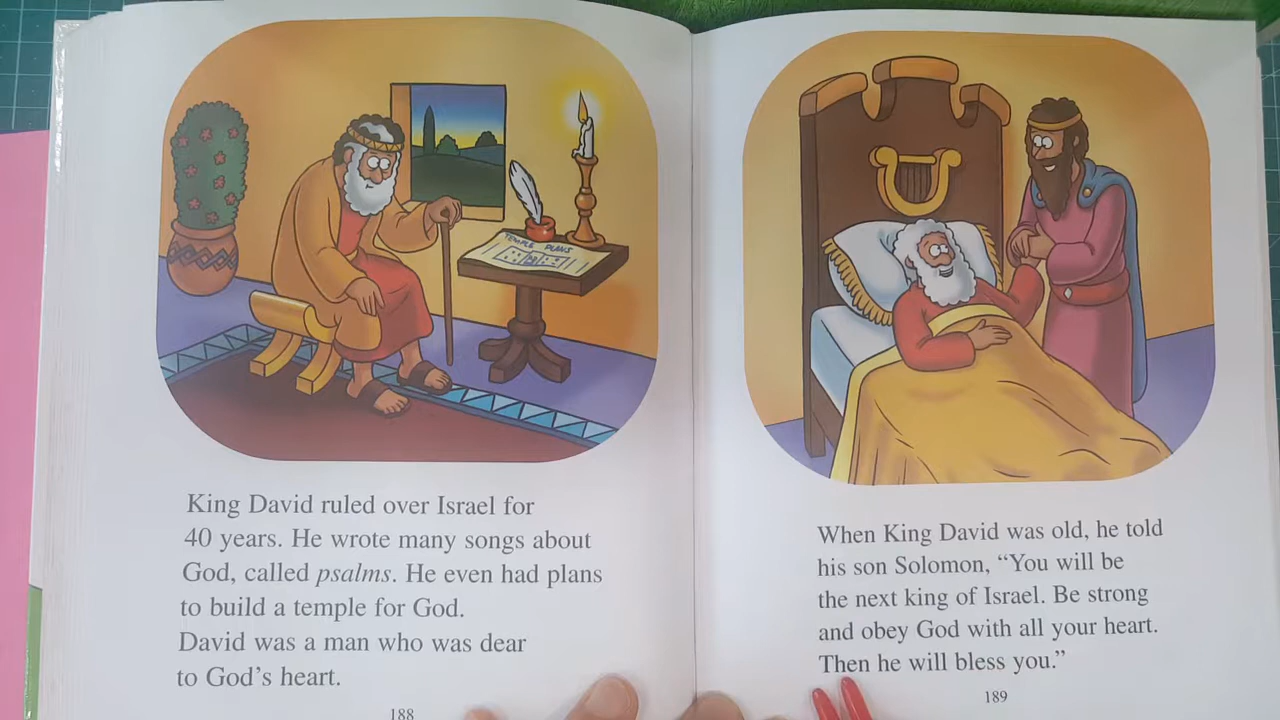 TEMPLE PLANS
King David ruled over Israel for
40 years. He wrote many songs about
God, called psalms. He even had plans
to build a temple for God.
David was a man who was dear
to God's heart.
188
When King David was old, he told
his son Solomon, “You will be
the next king of Israel. Be strong
and obey God with all your heart.
Then he will bless you.”
189